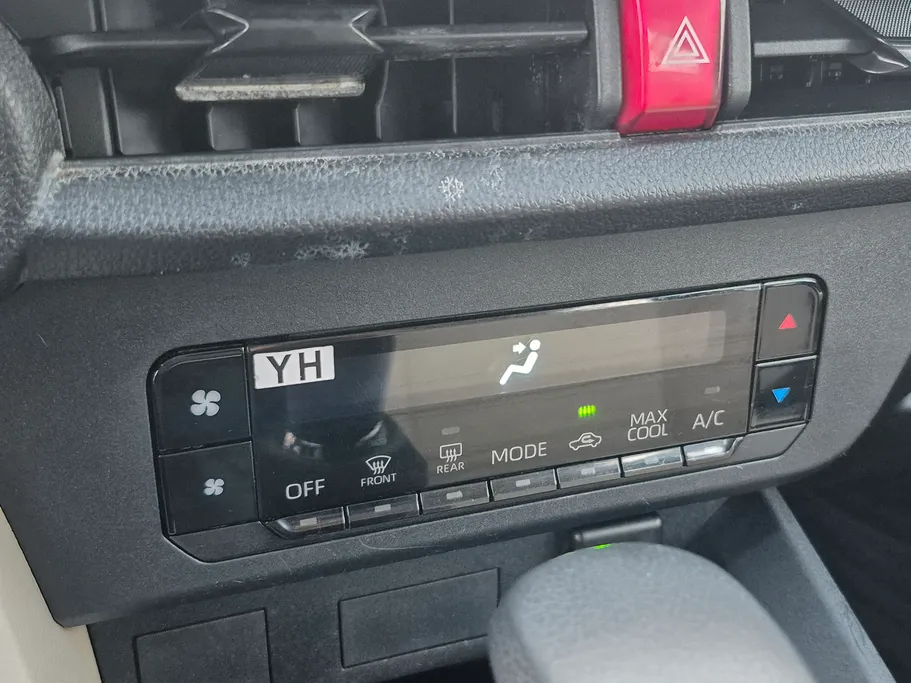 YH
OFF
FRONT
REAR
MODE
MAX
COOL
A/C